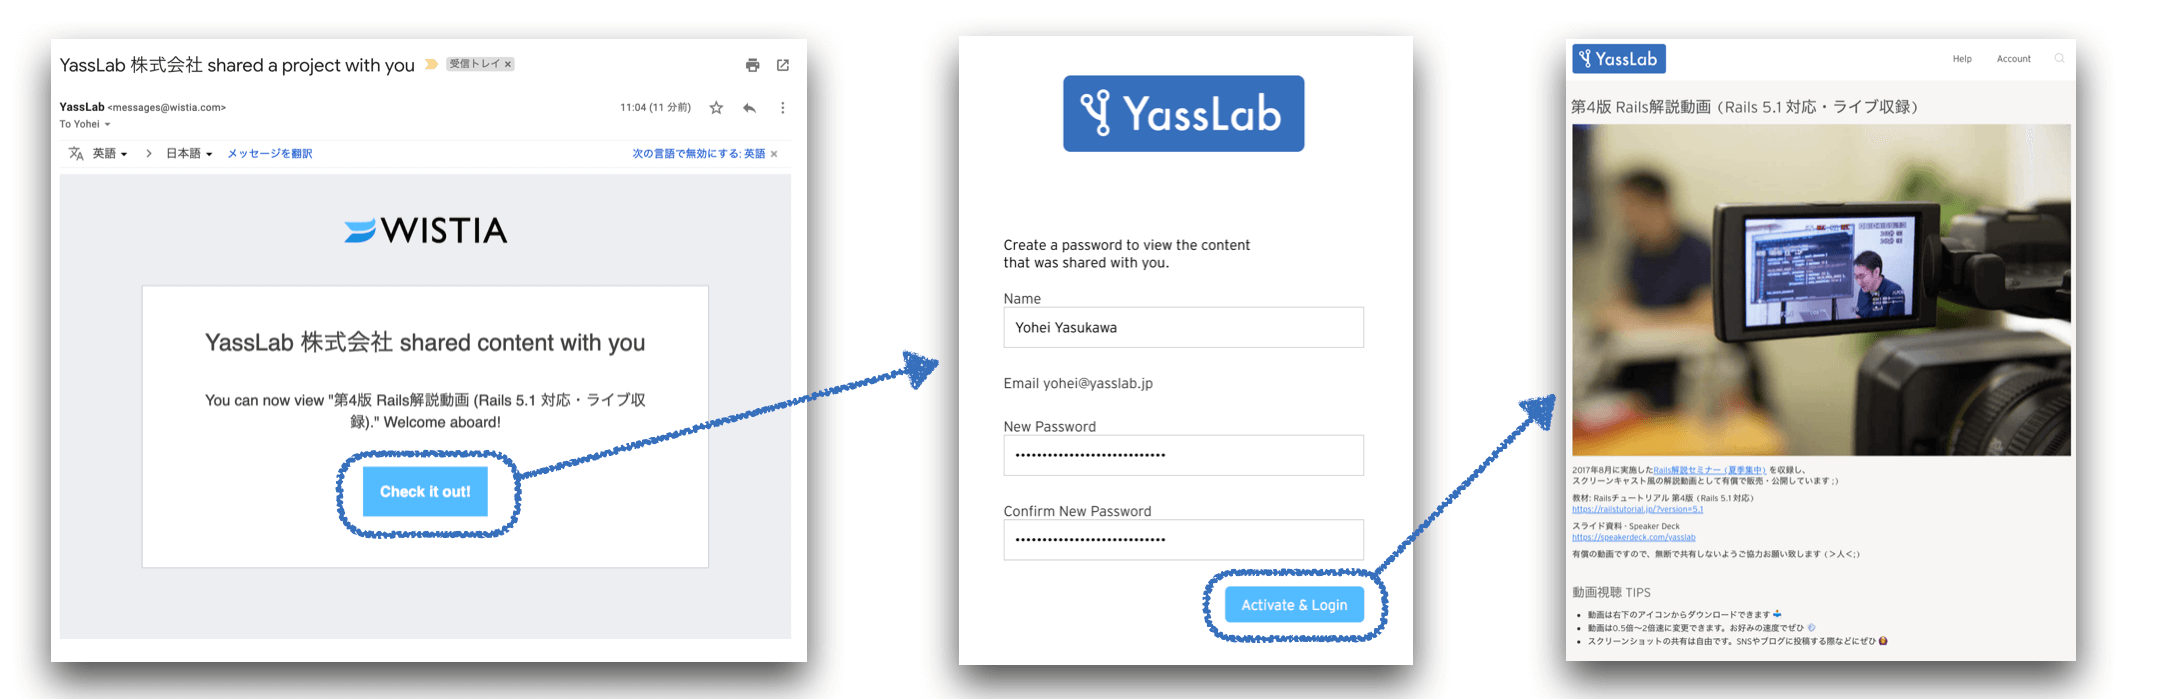 YassLab 株式会社 shared a project with you
受信トレイ ×
YassLab <messages@wistia.com>
11:04 (11 分前)
To Yohei
英語
日本語
メッセージを翻訳
次の言語で無効にする: 英語 ×
WISTIA
YassLab 株式会社 shared content with you
You can now view "第4版 Rails解説動画 (Rails 5.1 対応・ライブ収
録)." Welcome aboard!
Check it out!
YassLab
Create a password to view the content
that was shared with you.
Name
Yohei Yasukawa
Email yohei@yasslab.jp
New Password
Confirm New Password
Activate & Login
YassLab
Help
Account
第4版 Rails解説動画 (Rails 5.1 対応・ライブ収録)
2017年8月に実施したRails解説セミナー (夏季集中) を収録し、
スクリーンキャスト風の解説動画として有償で販売・公開しています ;)
教材: Railsチュートリアル 第4版 (Rails 5.1 対応)
https://railstutorial.jp/?version=5.1
スライド資料 - Speaker Deck
https://speakerdeck.com/yasslab
有償の動画ですので、無断で共有しないようご協力お願い致します (＞人＜;)
動画視聴 TIPS
• 動画は右下のアイコンからダウンロードできます
• 動画は0.5倍〜2倍速に変更できます。お好みの速度でぜひ
• スクリーンショットの共有は自由です。SNSやブログに投稿する際などにぜひ